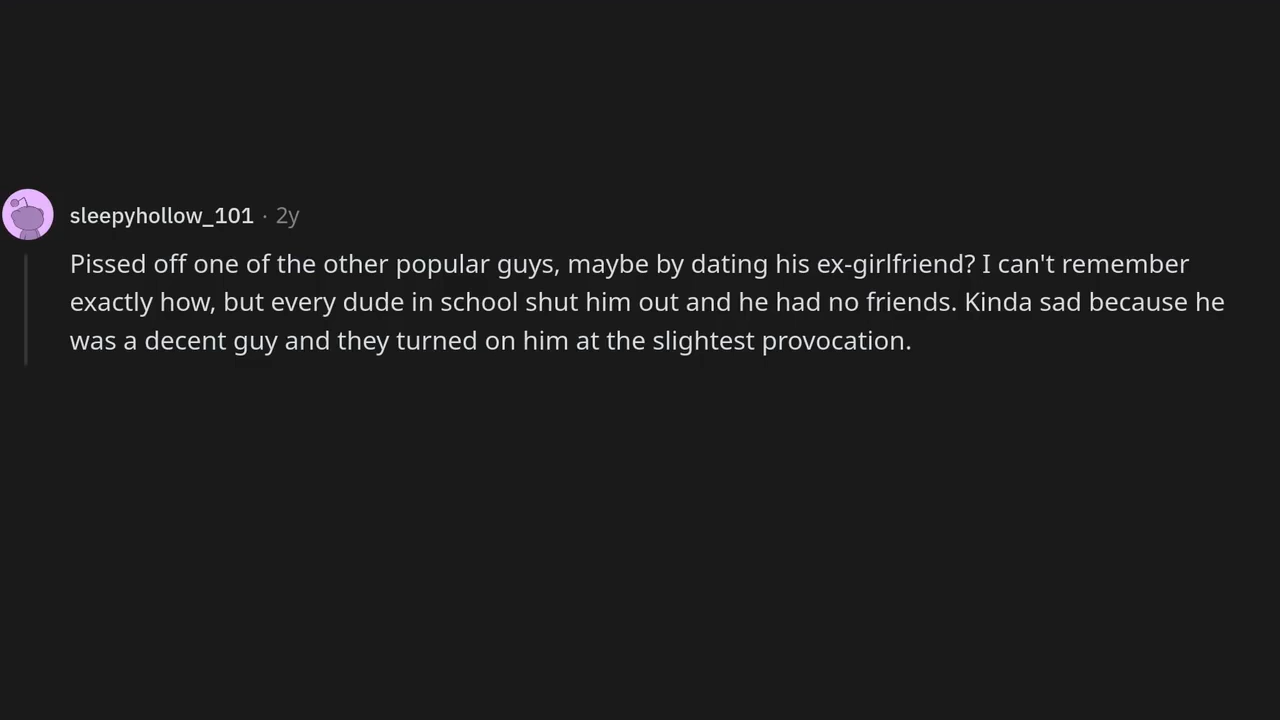 sleepyhollow_101 · 2y
Pissed off one of the other popular guys, maybe by dating his ex-girlfriend? I can't remember
exactly how, but every dude in school shut him out and he had no friends. Kinda sad because he
was a decent guy and they turned on him at the slightest provocation.